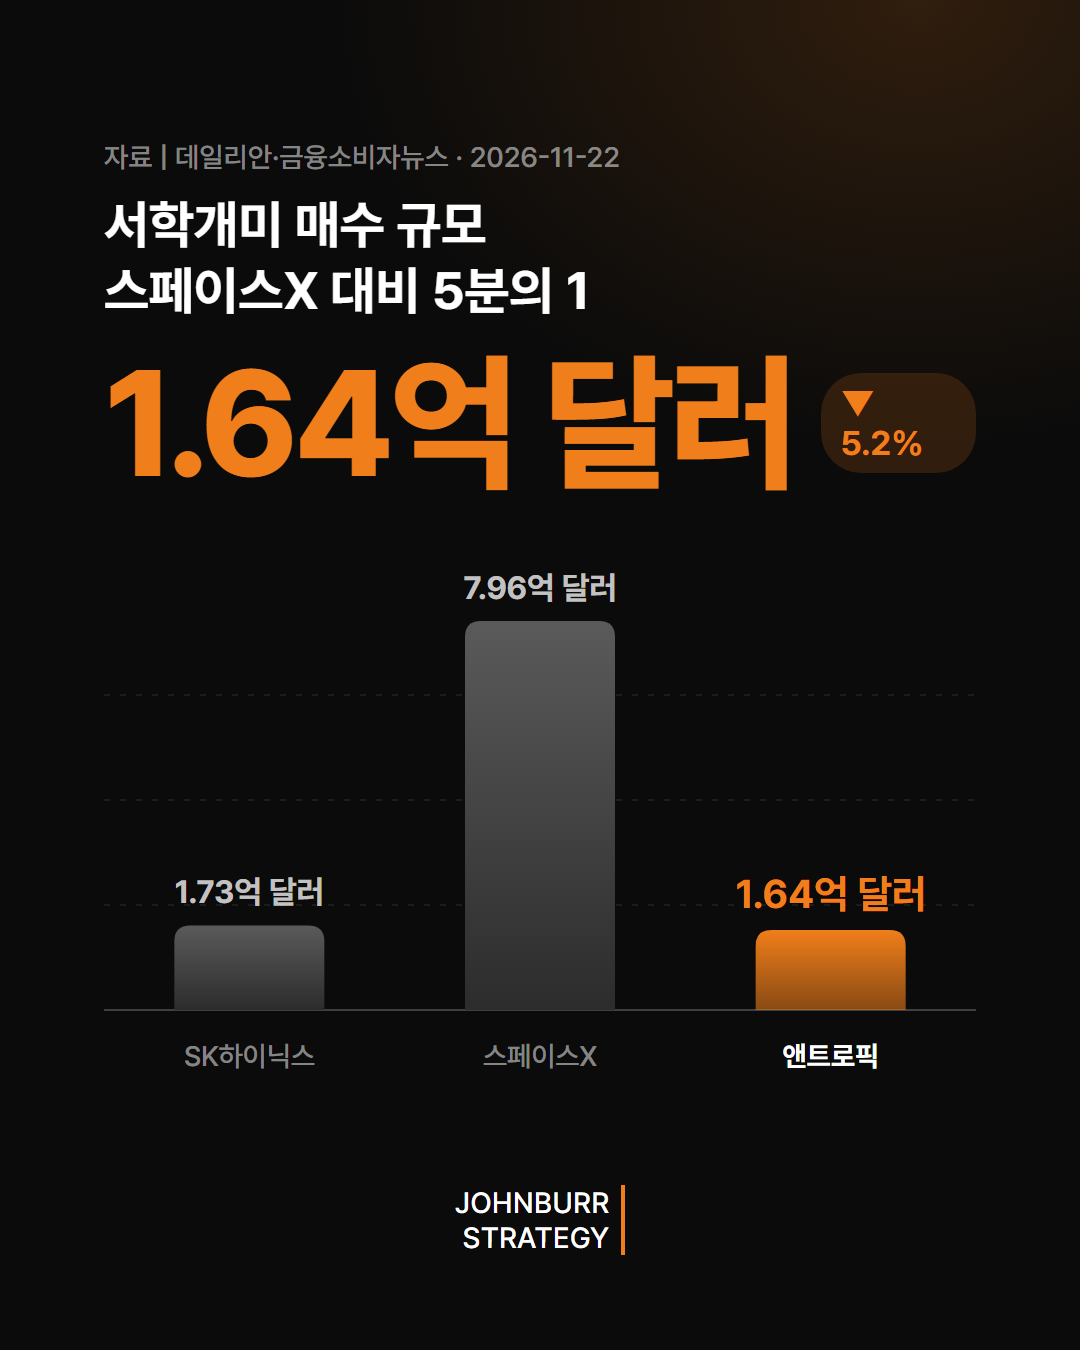 자료 | 데일리안·금융소비자뉴스 · 2026-11-22
서학개미 매수 규모
스페이스X 대비 5분의 1
1.64억 달러
▼
5.2%
7.96억 달러
1.73억 달러
1.64억 달러
SK하이닉스
스페이스X
앤트로픽
JOHNBURR
STRATEGY